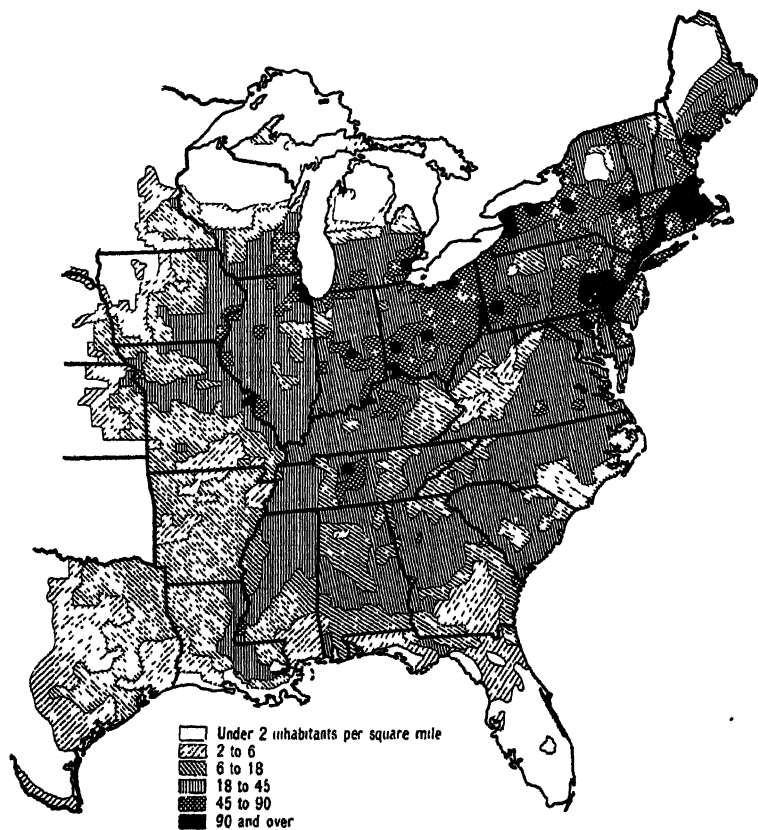 Under 2 inhabitants per square mile
2 to 6
6 to 18
18 to 45
45 to 90
90 and over